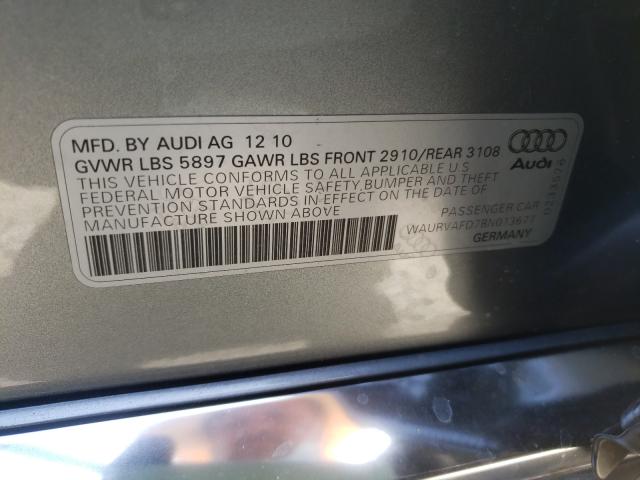 MFD. BY AUDI AG 12 10
GVWR LBS 5897 GAWR LBS FRONT 2910/REAR 3108
THIS VEHICLE CONFORMS TO ALL APPLICABLE U.S
FEDERAL MOTOR VEHICLE SAFETY,BUMPER AND THEFT
PREVENTION STANDARDS IN EFFECT ON THE DATE OF
MANUFACTURE SHOWN ABOVE
Audi
PASSENGER CAR
GERMANY